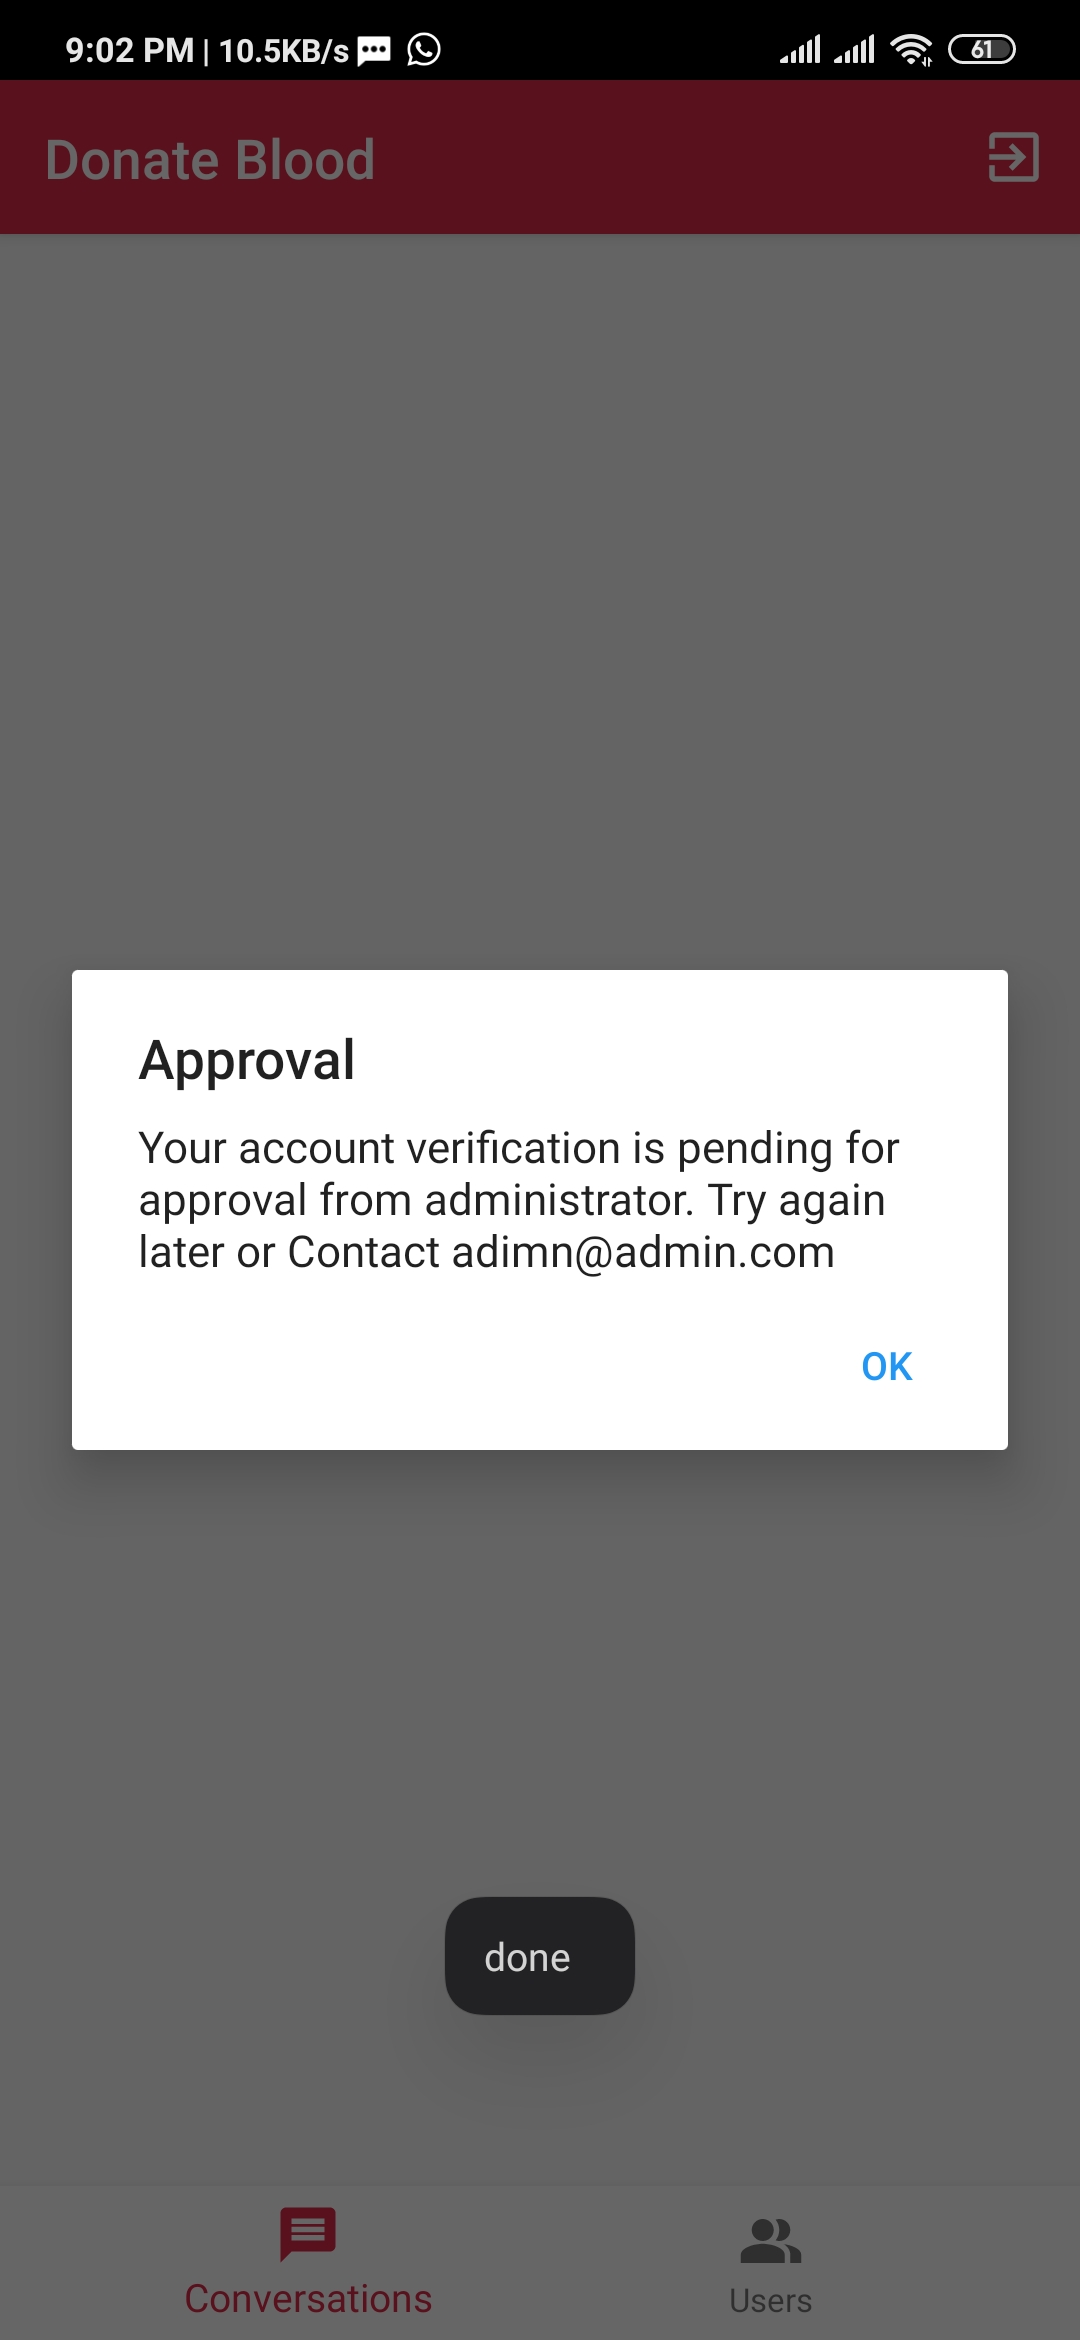 9:02 PM | 10.5KB/s
61
Donate Blood
Approval
Your account verification is pending for
approval from administrator. Try again
later or Contact adimn@admin.com
OK
done
Conversations
Users